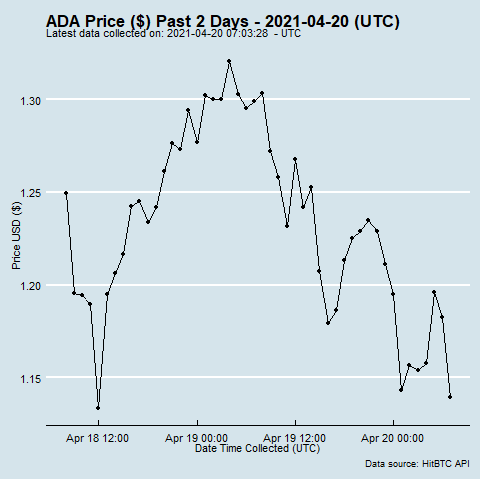 ADA Price ($) Past 2 Days - 2021-04-20 (UTC)
Latest data collected on: 2021-04-20 07:03:28  - UTC
1.30
1.25
1.20
1.15
Price USD ($)
Apr 18 12:00
Apr 19 00:00
Apr 19 12:00
Apr 20 00:00
Date Time Collected (UTC)
Data source: HitBTC API